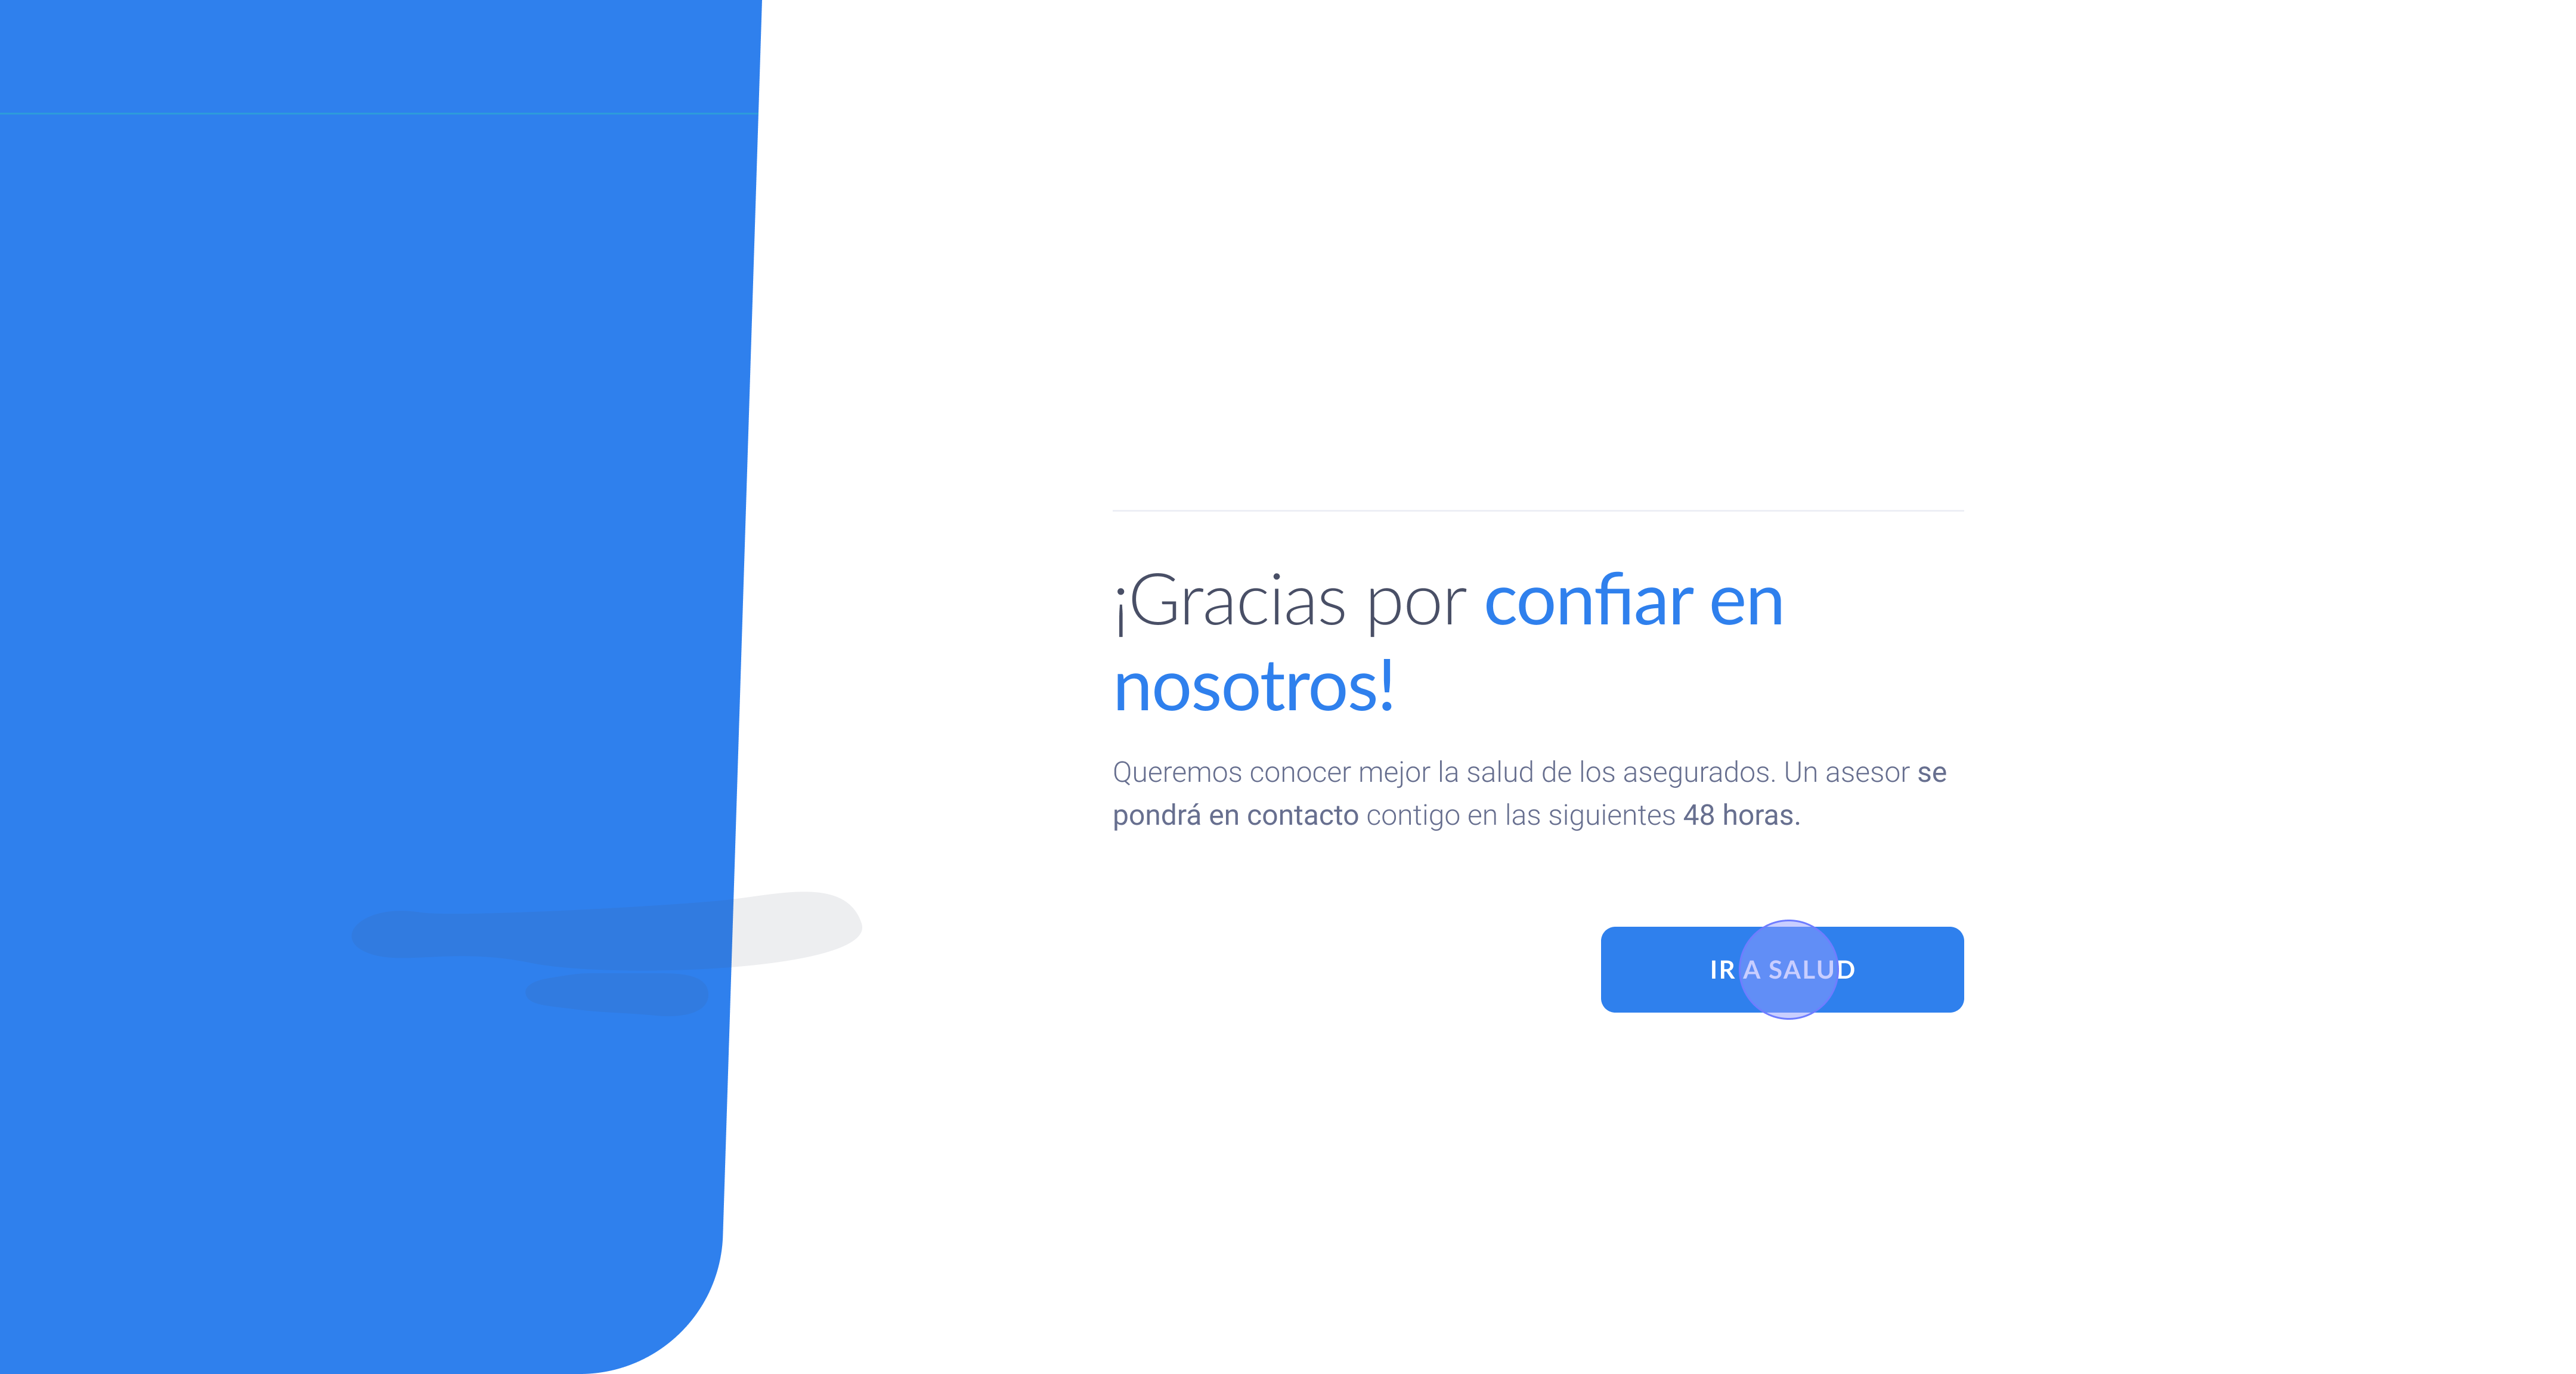 ¡Gracias por confiar en
nosotros!
Queremos conocer mejor la salud de los asegurados. Un asesor se
pondrá en contacto contigo en las siguientes 48 horas.
IR A SALUD